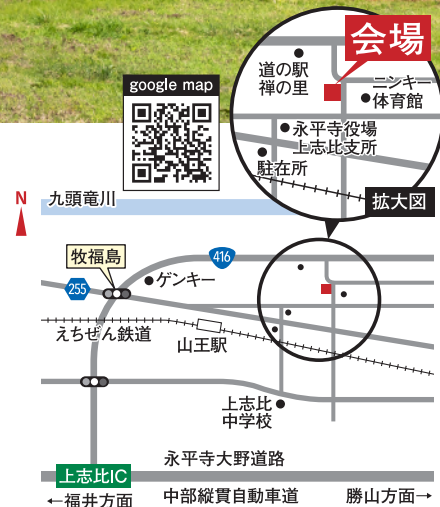 会場
google map
道の駅
禅の里
ニンキー
体育館
永平寺役場
上志比支所
駐在所
拡大図
N
九頭竜川
416
牧福島
255
ゲンキー
えちぜん鉄道
山王駅
上志比
中学校
永平寺大野道路
上志比IC
←福井方面
中部縦貫自動車道
勝山方面→